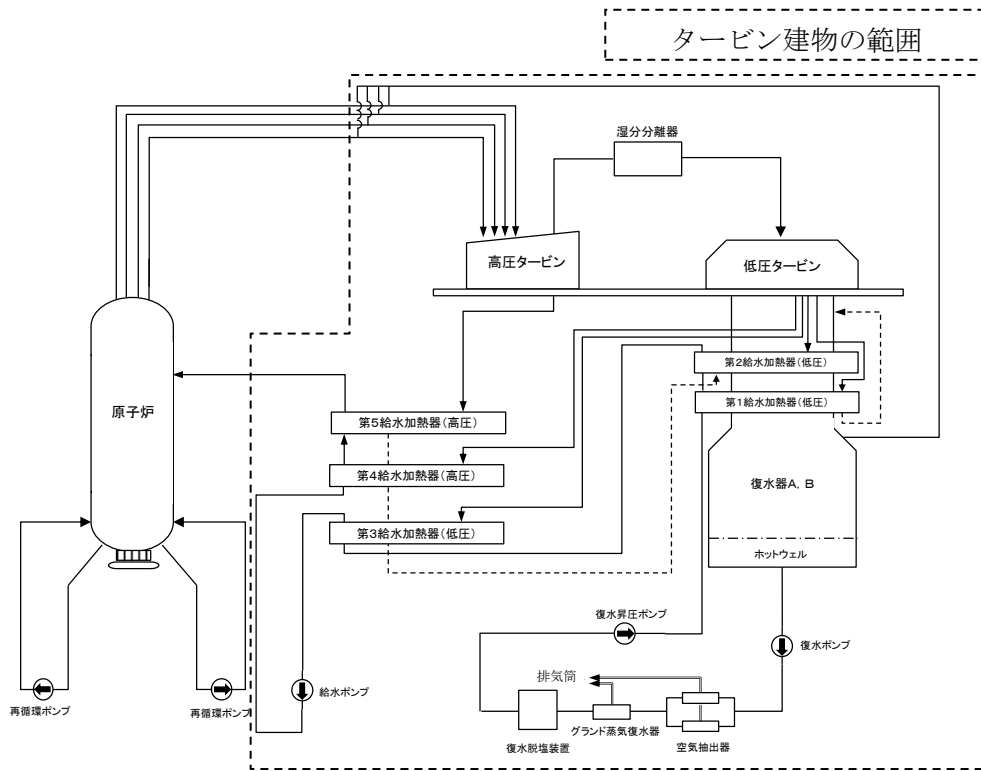 タービン建物の範囲
湿分分離器
高圧タービン
低圧タービン
第2給水加熱器(低圧)
第1給水加熱器(低圧)
原子炉
第5給水加熱器(高圧)
第4給水加熱器(高圧)
第3給水加熱器(低圧)
復水器A, B
ホットウェル
復水昇圧ポンプ
復水ポンプ
排気筒
給水ポンプ
再循環ポンプ
再循環ポンプ
グランド蒸気復水器
空気抽出器
復水脱塩装置